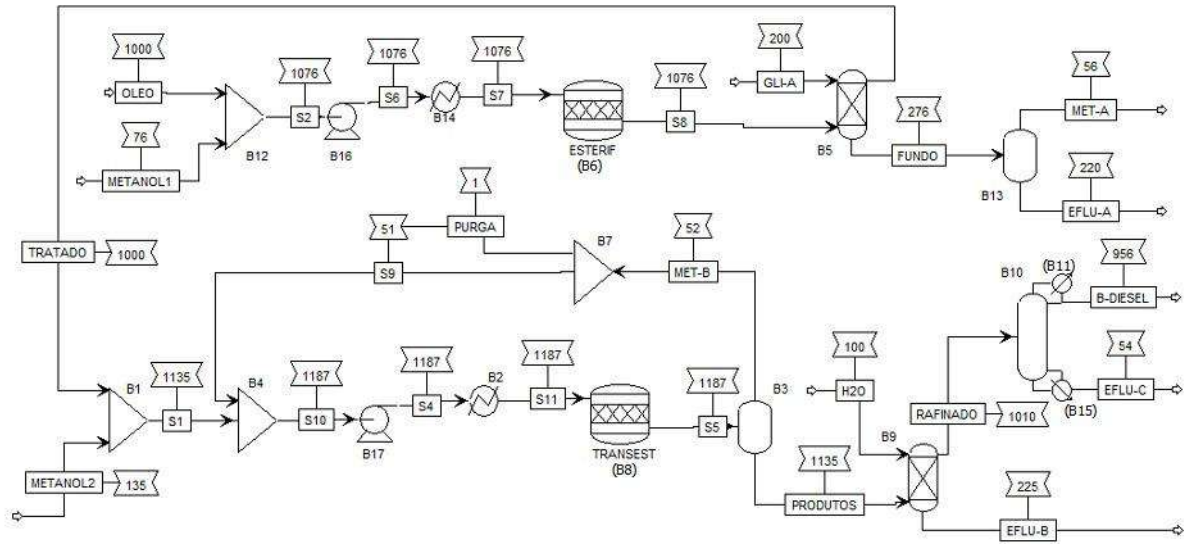 1000
OLEO
76
METANOL1
B12
1076
S2
B16
1076
S6
B14
1076
S7
ESTERIF
(B6)
1076
S8
200
GLI-A
B5
276
FUNDO
B13
56
MET-A
220
EFLU-A
TRATADO
1000
1
PURGA
51
S9
B7
52
MET-B
B1
1135
S1
METANOL2
135
B4
1187
S10
B17
1187
S4
B2
1187
S11
TRANSEST
(B8)
1187
S5
B3
1135
PRODUTOS
100
H2O
B9
RAFINADO
1010
225
EFLU-B
B10
(B11)
956
B-DIESEL
54
EFLU-C
(B15)